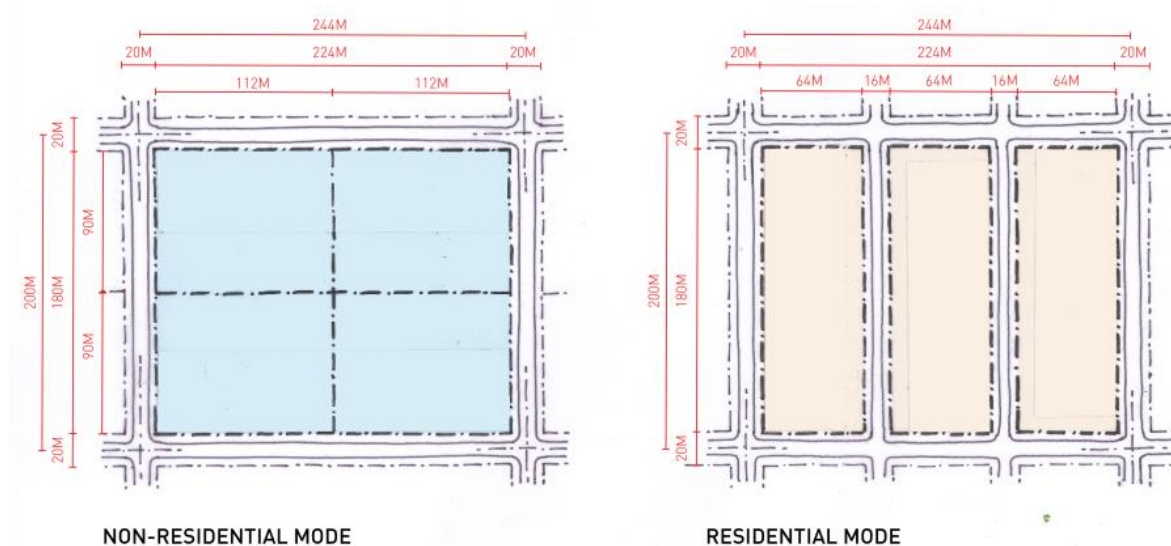 244M
20M 224M 20M
112M 112M
20M
90M
200M 180M
90M
20M
NON-RESIDENTIAL MODE
244M
20M 224M 20M
64M 16M 64M 16M 64M
20M
200M 180M
20M
RESIDENTIAL MODE